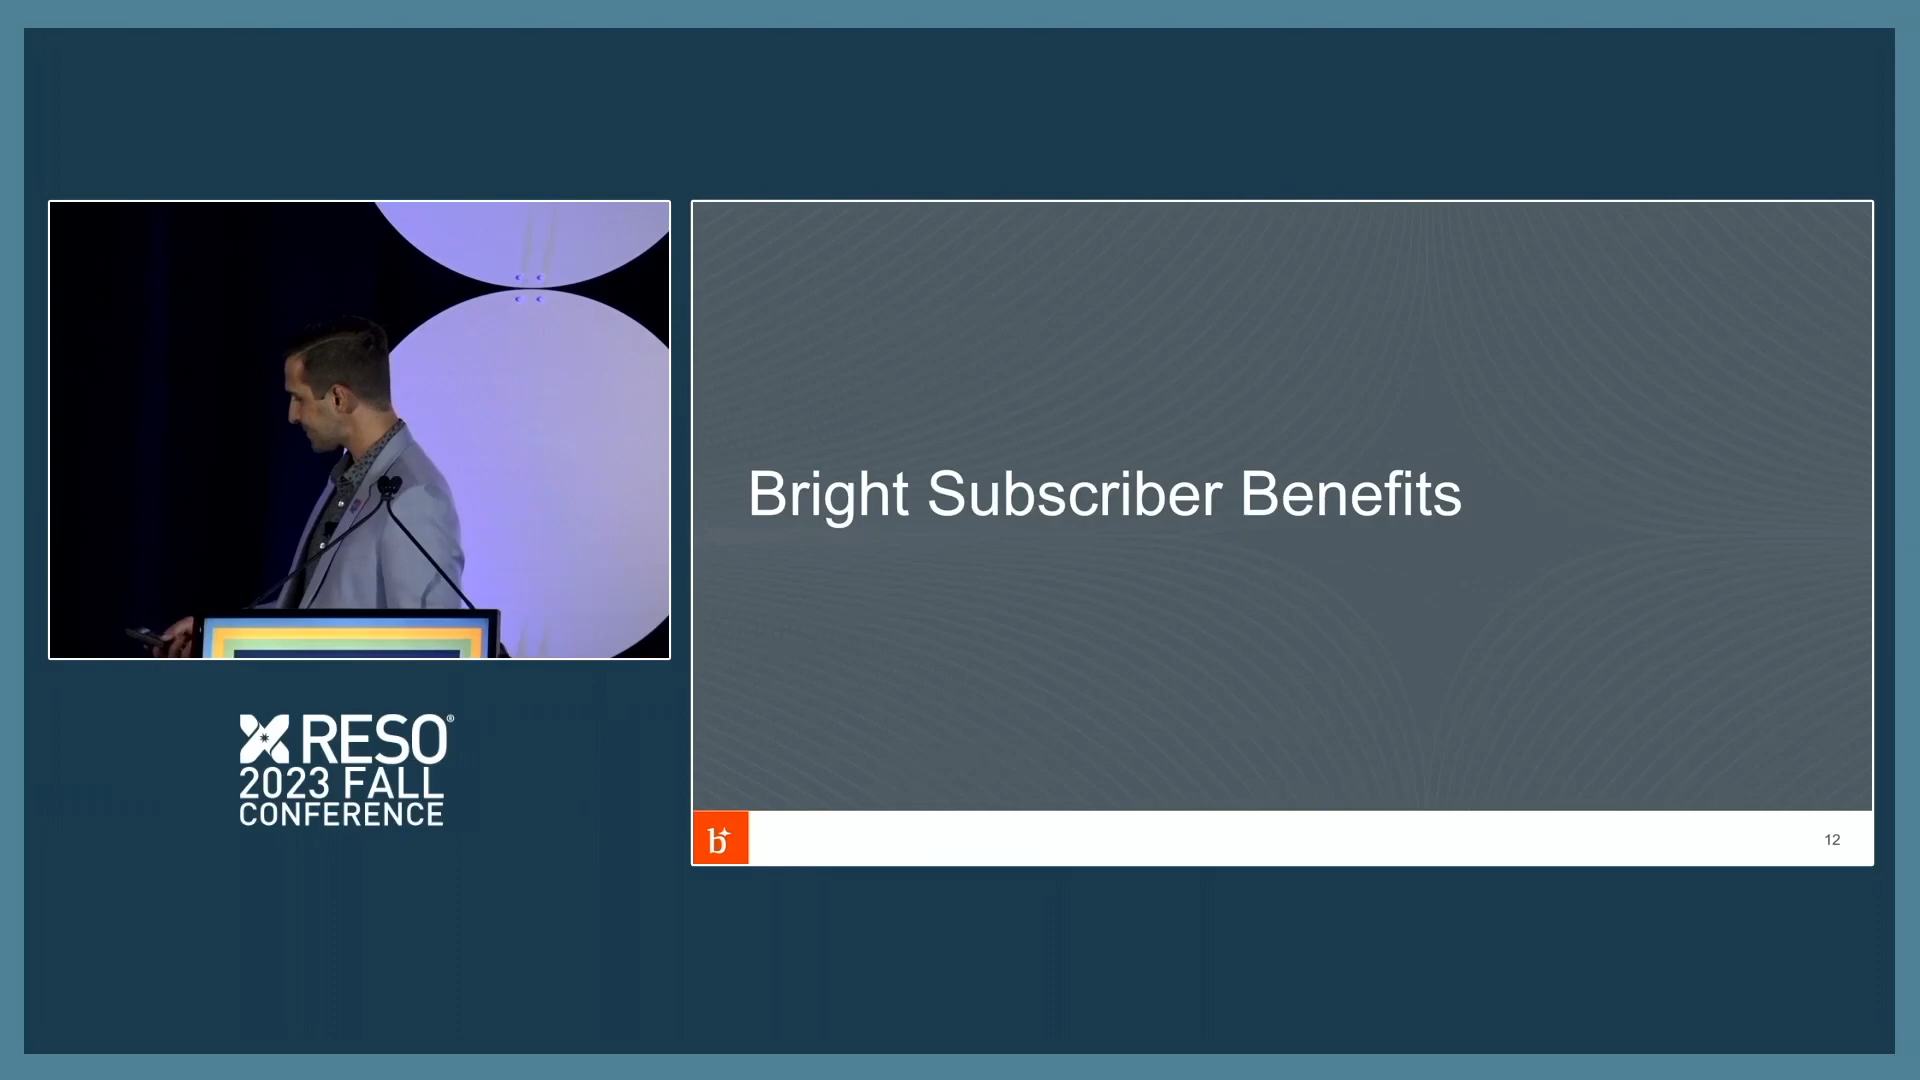 Bright Subscriber Benefits
b
12
RESO®
2023 FALL
CONFERENCE